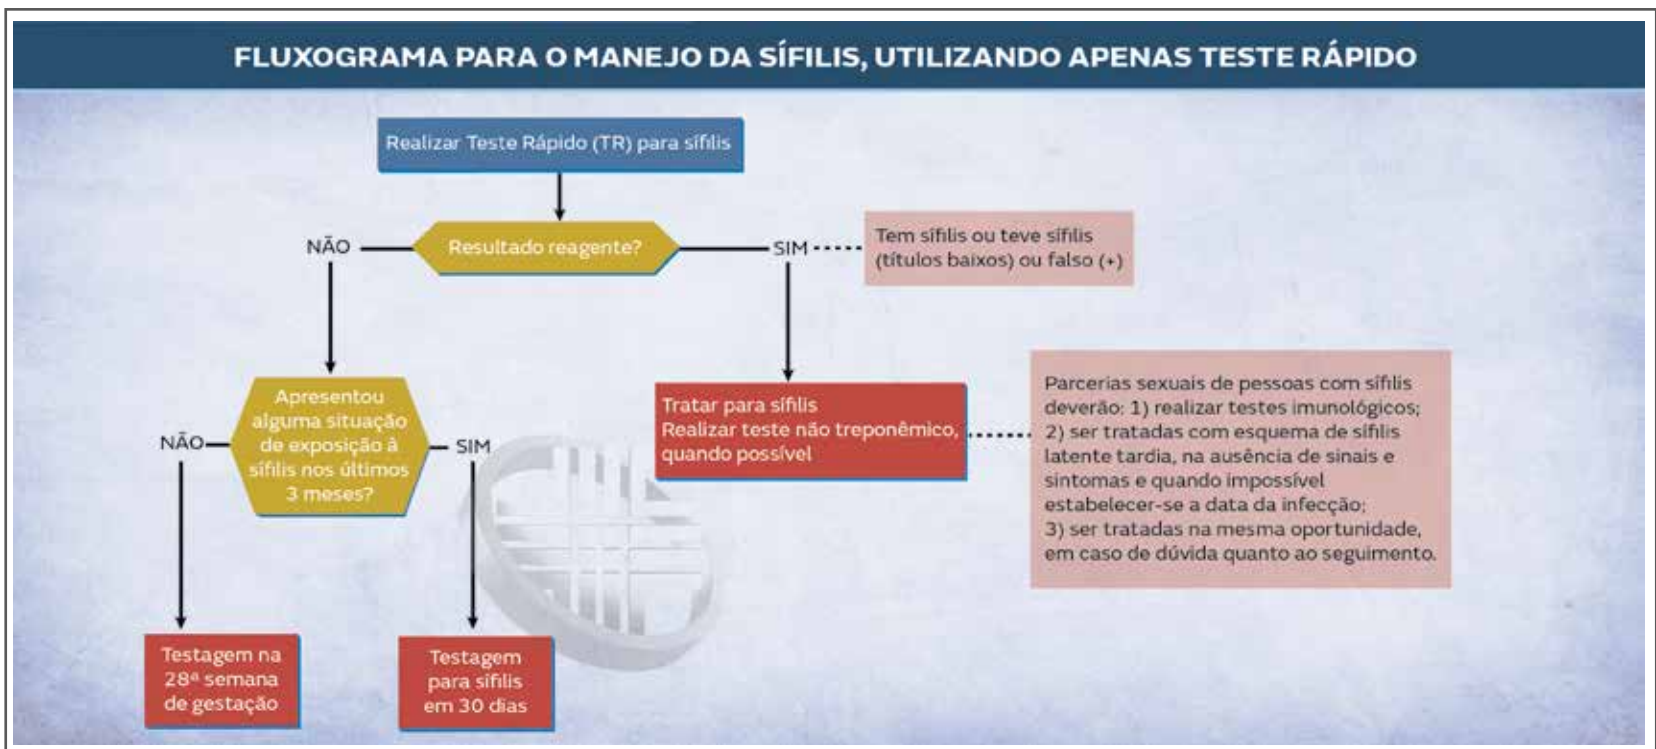 FLUXOGRAMA PARA O MANEJO DA SÍFILIS, UTILIZANDO APENAS TESTE RÁPIDO
Realizar Teste Rápido (TR) para sífilis
NÃO
Resultado reagente?
SIM
Tem sífilis ou teve sífilis
(títulos baixos) ou falso (+)
Apresentou
alguma situação
de exposição à
sífilis nos últimos
3 meses?
NÃO
SIM
Tratar para sífilis
Realizar teste não treponêmico,
quando possível
Parcerias sexuais de pessoas com sífilis
deverão: 1) realizar testes imunológicos;
2) ser tratadas com esquema de sífilis
latente tardia, na ausência de sinais e
sintomas e quando impossível
estabelecer-se a data da infecção;
3) ser tratadas na mesma oportunidade,
em caso de dúvida quanto ao seguimento.
Testagem na
28ª semana
de gestação
Testagem
para sífilis
em 30 dias